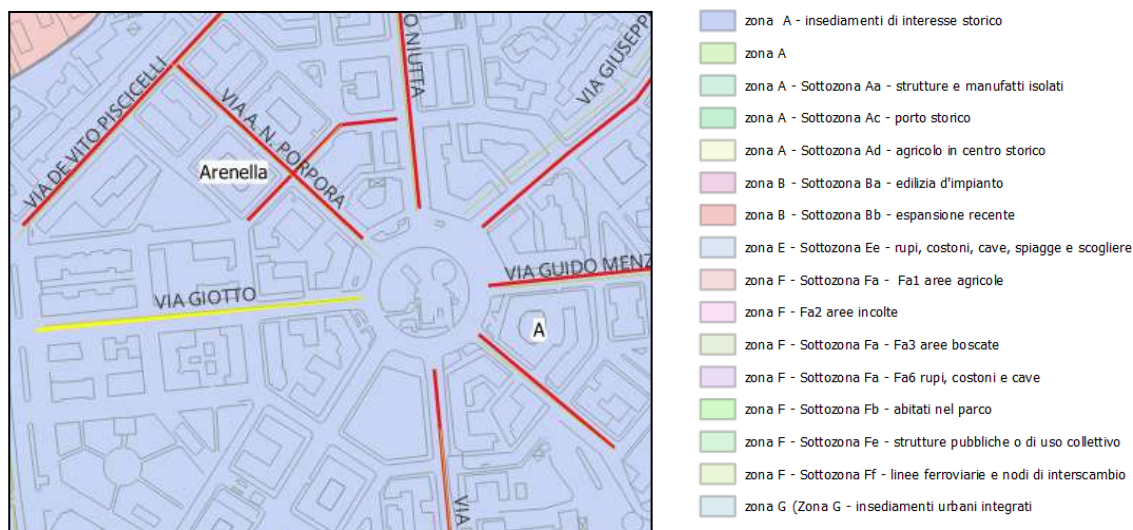 O NIUTTA
VIA GIUSEPP
VIA DE VITO PISCICELLI
VIA A. N. PORPORA
Arenella
VIA GUIDO MENZ
VIA GIOTTO
A
VIA
zona A - insediamenti di interesse storico
zona A
zona A - Sottozona Aa - strutture e manufatti isolati
zona A - Sottozona Ac - porto storico
zona A - Sottozona Ad - agricolo in centro storico
zona B - Sottozona Ba - edilizia d'impianto
zona B - Sottozona Bb - espansione recente
zona E - Sottozona Ee - rupi, costoni, cave, spiagge e scogliere
zona F - Sottozona Fa - Fa1 aree agricole
zona F - Fa2 aree incolte
zona F - Sottozona Fa - Fa3 aree boscate
zona F - Sottozona Fa - Fa6 rupi, costoni e cave
zona F - Sottozona Fb - abitati nel parco
zona F - Sottozona Fe - strutture pubbliche o di uso collettivo
zona F - Sottozona Ff - linee ferroviarie e nodi di interscambio
zona G (Zona G - insediamenti urbani integrati